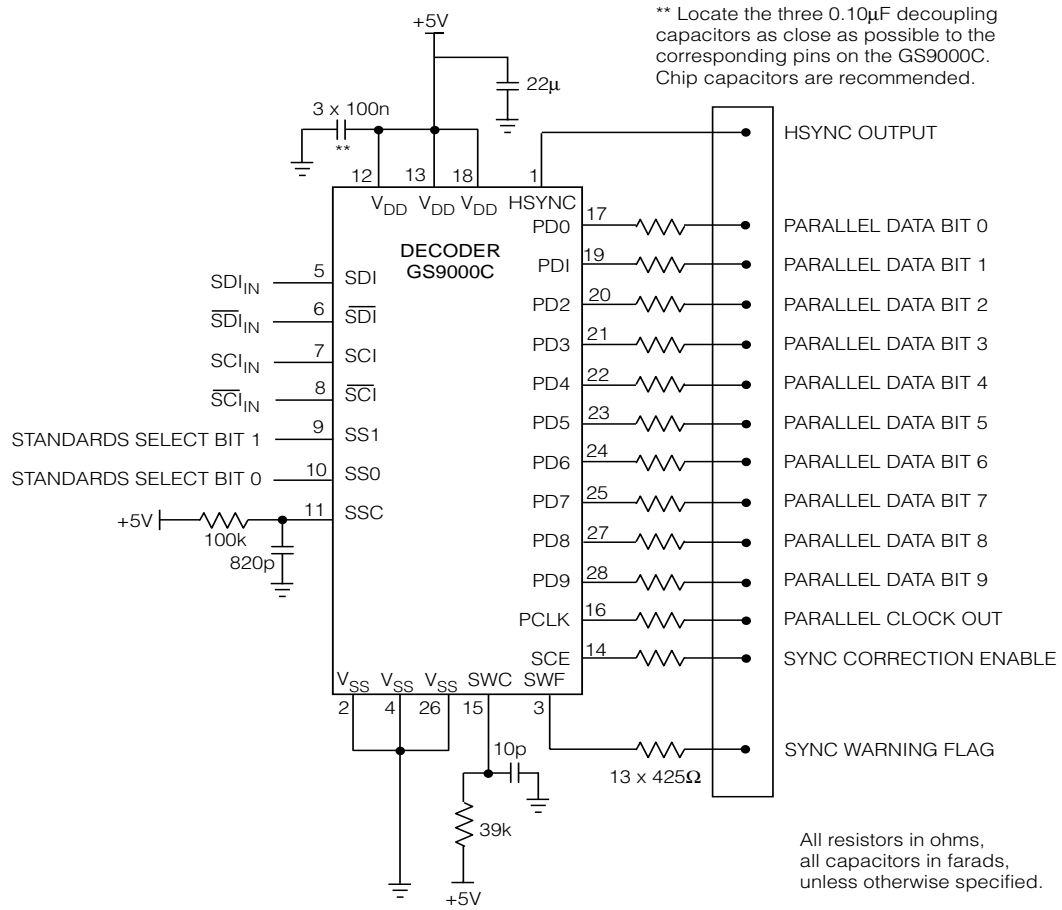 +5V
** Locate the three 0.10µF decoupling
capacitors as close as possible to the
corresponding pins on the GS9000C.
Chip capacitors are recommended.
22µ
3 x 100n
**
HSYNC OUTPUT
12 13 18 1
VDD VDD VDD HSYNC
DECODER
GS9000C
SDIIN 5 SDI
S̅D̅I̅IN 6 S̅D̅I̅
SCIIN 7 SCI
S̅C̅I̅IN 8 S̅C̅I̅
STANDARDS SELECT BIT 1 9 SS1
STANDARDS SELECT BIT 0 10 SS0
+5V 100k 11 SSC
820p
PD0 17 PARALLEL DATA BIT 0
PDI 19 PARALLEL DATA BIT 1
PD2 20 PARALLEL DATA BIT 2
PD3 21 PARALLEL DATA BIT 3
PD4 22 PARALLEL DATA BIT 4
PD5 23 PARALLEL DATA BIT 5
PD6 24 PARALLEL DATA BIT 6
PD7 25 PARALLEL DATA BIT 7
PD8 27 PARALLEL DATA BIT 8
PD9 28 PARALLEL DATA BIT 9
PCLK 16 PARALLEL CLOCK OUT
SCE 14 SYNC CORRECTION ENABLE
VSS VSS VSS SWC SWF
2 4 26 15 3
10p
SYNC WARNING FLAG
13 x 425Ω
39k
+5V
All resistors in ohms,
all capacitors in farads,
unless otherwise specified.